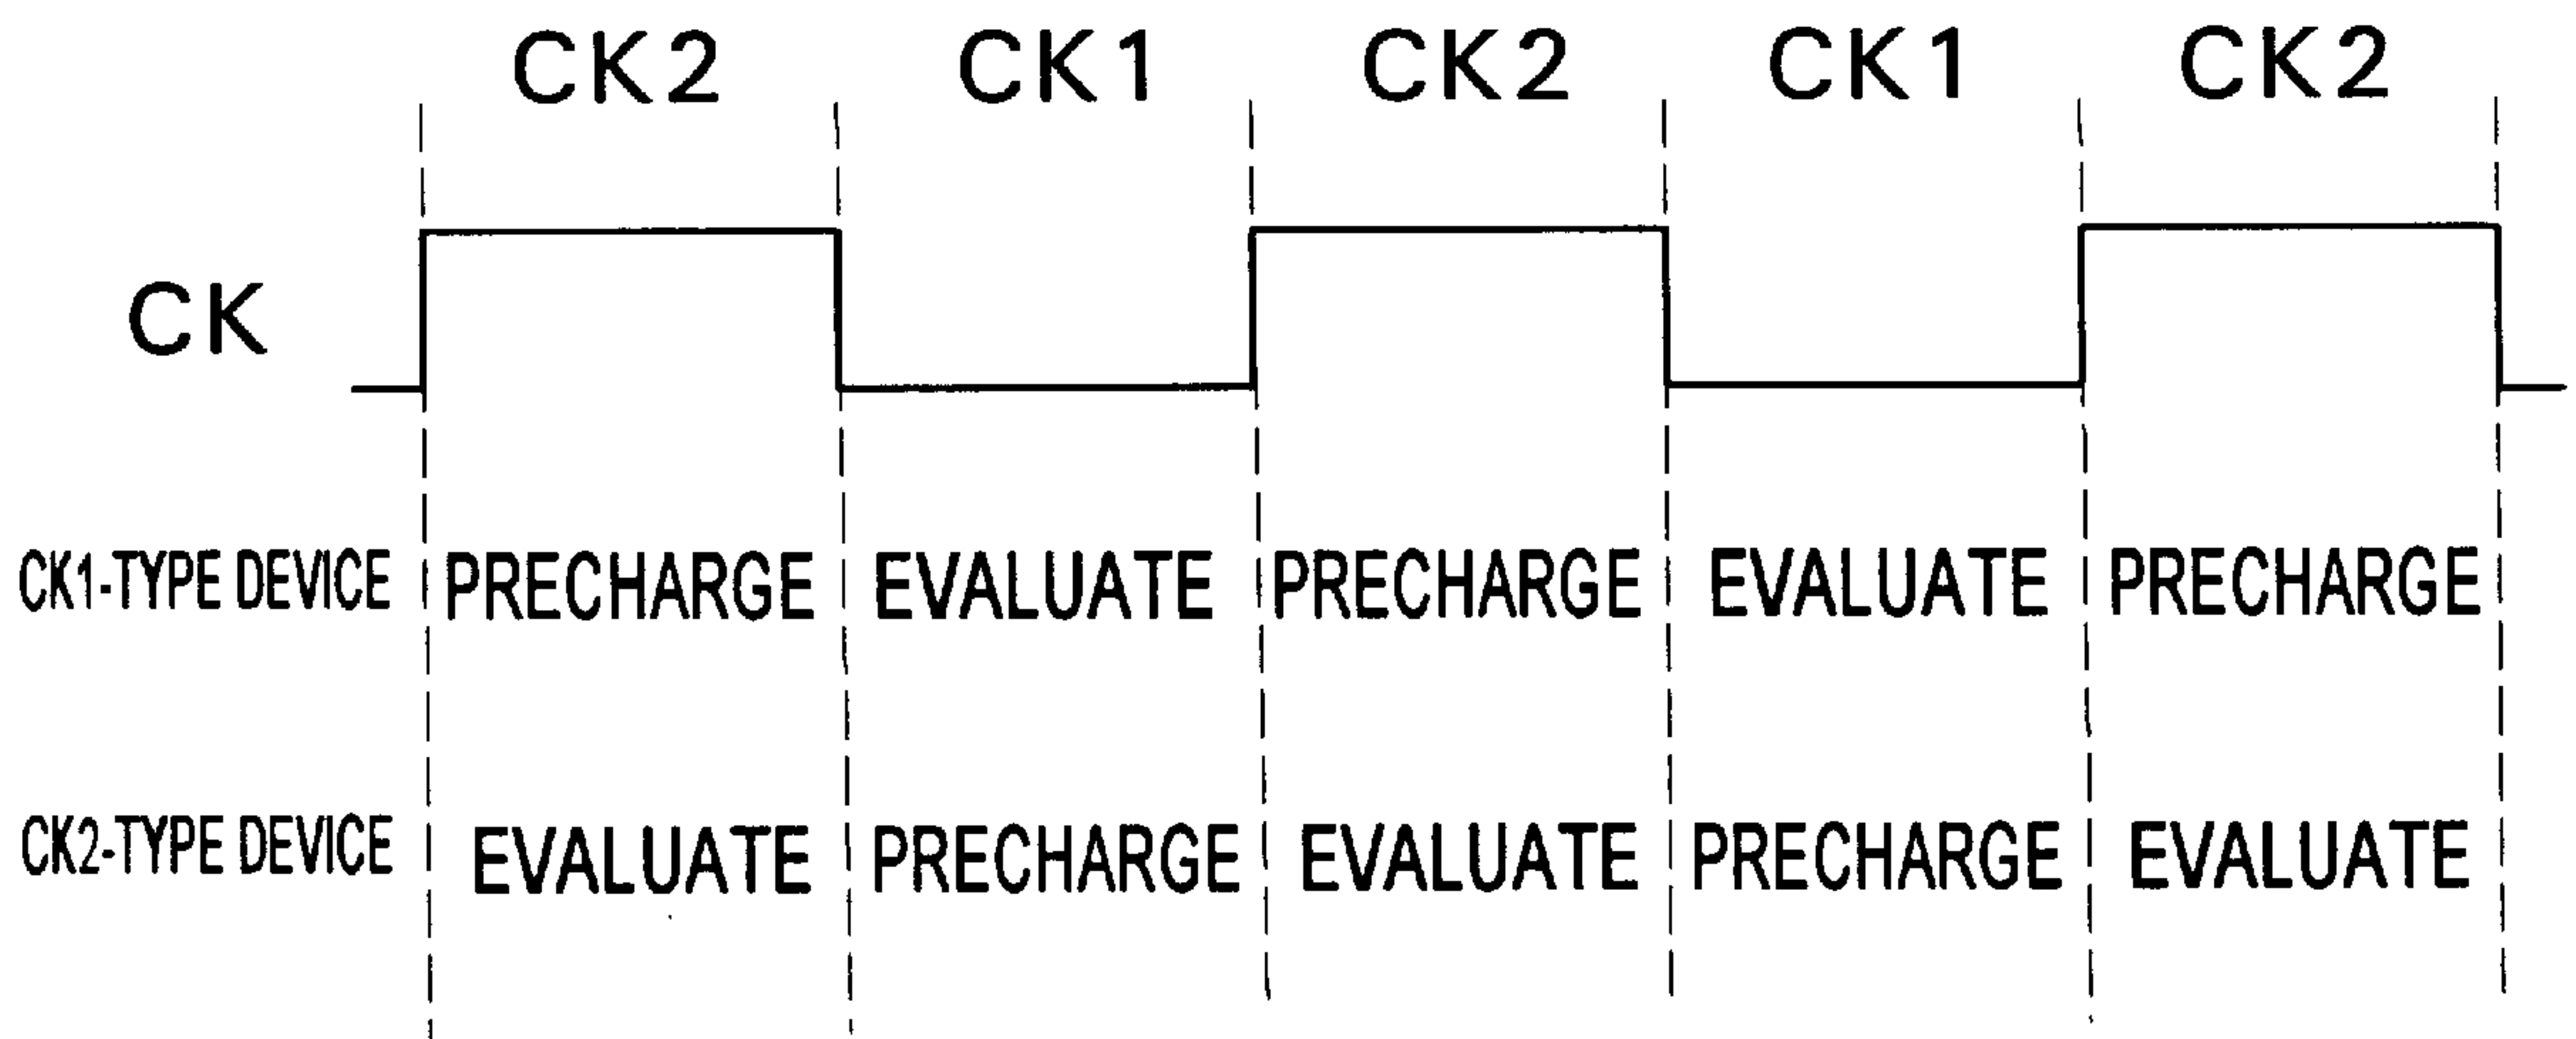 CK2 CK1 CK2 CK1 CK2
CK
CK1-TYPE DEVICE PRECHARGE EVALUATE PRECHARGE EVALUATE PRECHARGE
CK2-TYPE DEVICE EVALUATE PRECHARGE EVALUATE PRECHARGE EVALUATE